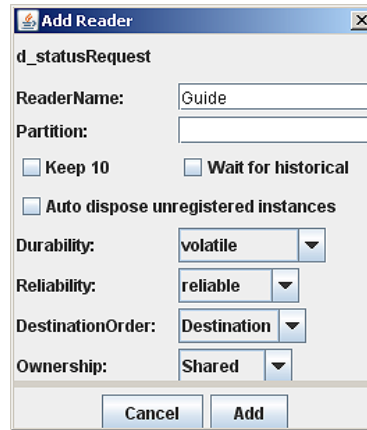 Add Reader
d_statusRequest
ReaderName: Guide
Partition:
Keep 10 Wait for historical
Auto dispose unregistered instances
Durability: volatile
Reliability: reliable
DestinationOrder: Destination
Ownership: Shared
Cancel Add